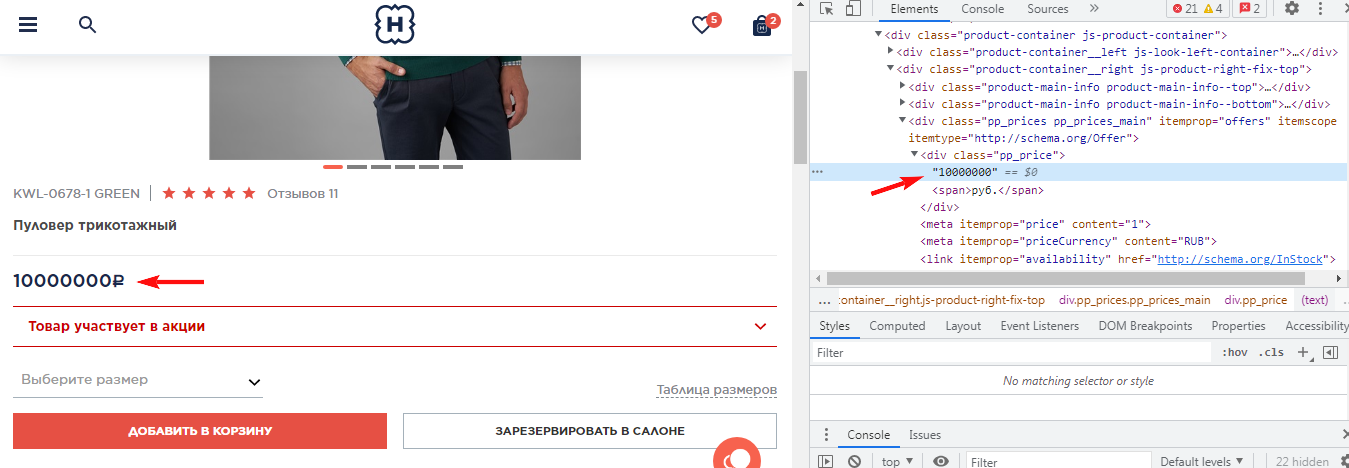 H
5
2
KWL-0678-1 GREEN
Отзывов 11
Пуловер трикотажный
10000000₽
Товар участвует в акции
Выберите размер
Таблица размеров
ДОБАВИТЬ В КОРЗИНУ
ЗАРЕЗЕРВИРОВАТЬ В САЛОНЕ
Elements Console Sources » 21 4 2
<div class="product-container js-product-container">
<div class="product-container__left js-look-left-container">…</div>
<div class="product-container__right js-product-right-fix-top">
<div class="product-main-info product-main-info--top">…</div>
<div class="product-main-info product-main-info--bottom">…</div>
<div class="pp_prices pp_prices_main" itemprop="offers" itemscope
itemtype="http://schema.org/Offer">
<div class="pp_price">
"10000000" == $0
<span>руб.</span>
</div>
<meta itemprop="price" content="1">
<meta itemprop="priceCurrency" content="RUB">
<link itemprop="availability" href="http://schema.org/InStock">
… container__right.js-product-right-fix-top div.pp_prices.pp_prices_main div.pp_price (text) …
Styles Computed Layout Event Listeners DOM Breakpoints Properties Accessibility
Filter :hov .cls +
No matching selector or style
Console Issues
top Filter Default levels 22 hidden